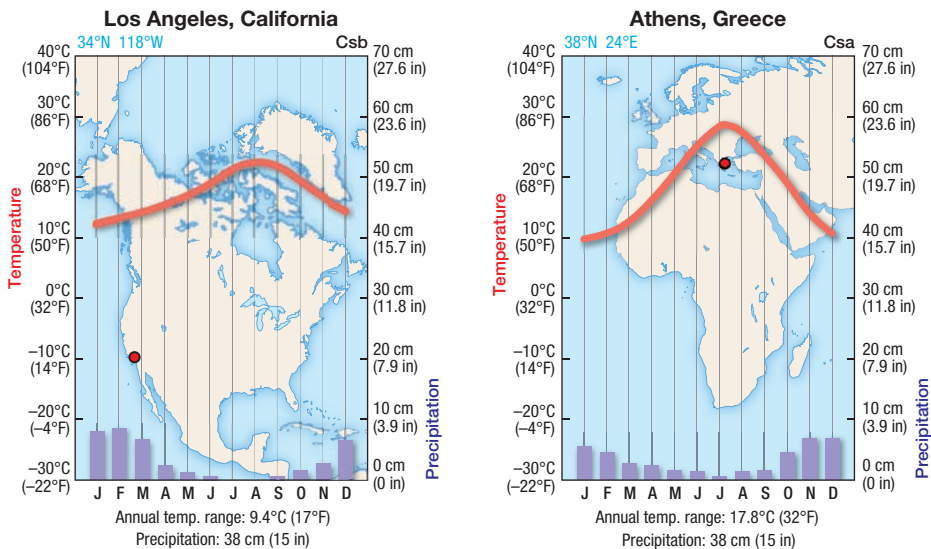 Los Angeles, California
34°N 118°W
Csb
40°C
(104°F)
30°C
(86°F)
20°C
(68°F)
10°C
(50°F)
0°C
(32°F)
–10°C
(14°F)
–20°C
(–4°F)
–30°C
(–22°F)
Temperature
70 cm
(27.6 in)
60 cm
(23.6 in)
50 cm
(19.7 in)
40 cm
(15.7 in)
30 cm
(11.8 in)
20 cm
(7.9 in)
10 cm
(3.9 in)
0 cm
(0 in)
Precipitation
J F M A M J J A S O N D
Annual temp. range: 9.4°C (17°F)
Precipitation: 38 cm (15 in)
Athens, Greece
38°N 24°E
Csa
40°C
(104°F)
30°C
(86°F)
20°C
(68°F)
10°C
(50°F)
0°C
(32°F)
–10°C
(14°F)
–20°C
(–4°F)
–30°C
(–22°F)
Temperature
70 cm
(27.6 in)
60 cm
(23.6 in)
50 cm
(19.7 in)
40 cm
(15.7 in)
30 cm
(11.8 in)
20 cm
(7.9 in)
10 cm
(3.9 in)
0 cm
(0 in)
Precipitation
J F M A M J J A S O N D
Annual temp. range: 17.8°C (32°F)
Precipitation: 38 cm (15 in)